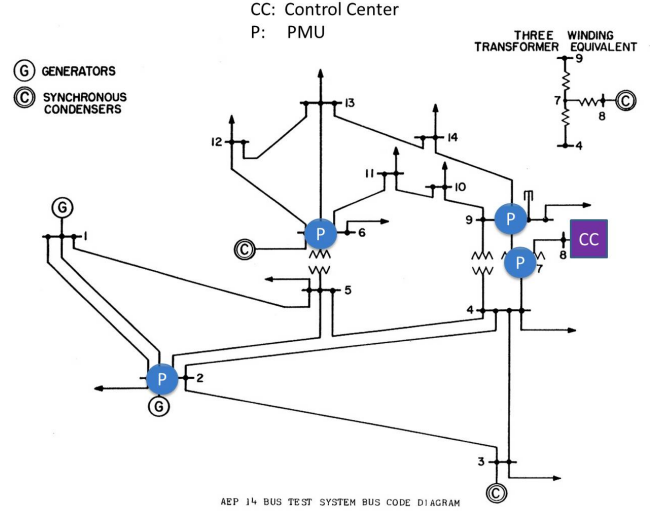 CC: Control Center
P: PMU
THREE WINDING
TRANSFORMER EQUIVALENT
G GENERATORS
C SYNCHRONOUS
CONDENSERS
9
7
C
8
4
13
14
12
11
10
G
1
P
6
9
P
CC
C
8
P
7
5
4
P
2
G
3
C
AEP 14 BUS TEST SYSTEM BUS CODE DIAGRAM